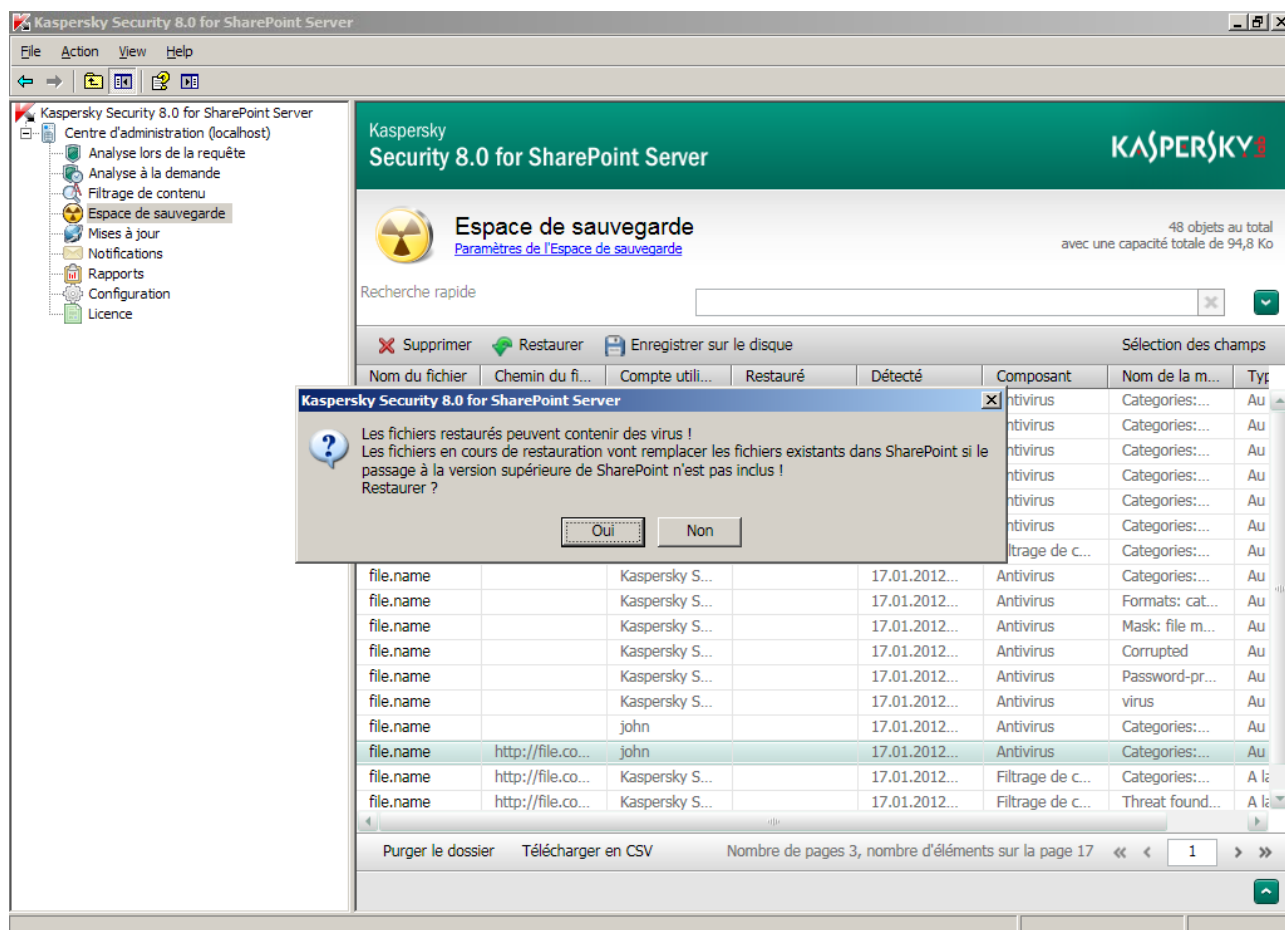 Kaspersky Security 8.0 for SharePoint Server
File Action View Help
Kaspersky Security 8.0 for SharePoint Server
Centre d'administration (localhost)
Analyse lors de la requête
Analyse à la demande
Filtrage de contenu
Espace de sauvegarde
Mises à jour
Notifications
Rapports
Configuration
Licence
Kaspersky
Security 8.0 for SharePoint Server
KASPERSKY lab
Espace de sauvegarde
Paramètres de l'Espace de sauvegarde
48 objets au total
avec une capacité totale de 94,8 Ko
Recherche rapide
Supprimer Restaurer Enregistrer sur le disque Sélection des champs
Nom du fichier Chemin du fi... Compte utili... Restauré Détecté Composant Nom de la m... Typ
Kaspersky Security 8.0 for SharePoint Server
Les fichiers restaurés peuvent contenir des virus !
Les fichiers en cours de restauration vont remplacer les fichiers existants dans SharePoint si le
passage à la version supérieure de SharePoint n'est pas inclus !
Restaurer ?
Oui Non
ntivirus Categories:... Au
ntivirus Categories:... Au
ntivirus Categories:... Au
ntivirus Categories:... Au
ntivirus Categories:... Au
ntivirus Categories:... Au
ltrage de c... Categories:... Au
file.name Kaspersky S... 17.01.2012... Antivirus Categories:... Au
file.name Kaspersky S... 17.01.2012... Antivirus Formats: cat... Au
file.name Kaspersky S... 17.01.2012... Antivirus Mask: file m... Au
file.name Kaspersky S... 17.01.2012... Antivirus Corrupted Au
file.name Kaspersky S... 17.01.2012... Antivirus Password-pr... Au
file.name Kaspersky S... 17.01.2012... Antivirus virus Au
file.name john 17.01.2012... Antivirus Categories:... Au
file.name http://file.co... john 17.01.2012... Antivirus Categories:... Au
file.name http://file.co... Kaspersky S... 17.01.2012... Filtrage de c... Categories:... A la
file.name http://file.co... Kaspersky S... 17.01.2012... Filtrage de c... Threat found... A la
Purger le dossier Télécharger en CSV Nombre de pages 3, nombre d'éléments sur la page 17 « ‹ 1 › »